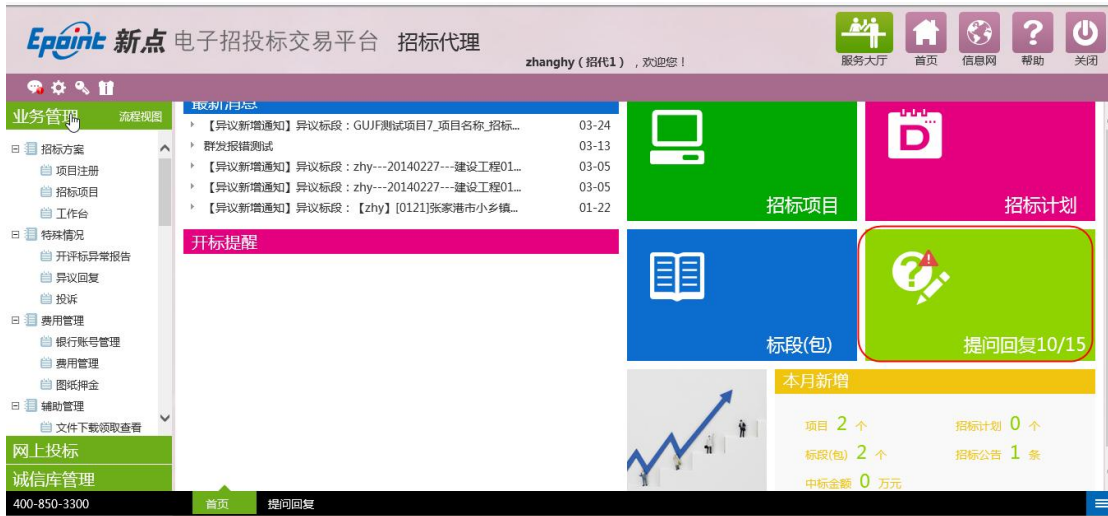 Epoint 新点 电子招投标交易平台 招标代理
zhanghy ( 招代1 ) ，欢迎您！
服务大厅 首页 信息网 帮助 关闭
业务管理 流程视图
招标方案
项目注册
招标项目
工作台
特殊情况
开评标异常报告
异议回复
投诉
费用管理
银行账号管理
费用管理
图纸押金
辅助管理
文件下载领取查看
网上投标
诚信库管理
最新消息
【异议新增通知】异议标段：GUJF测试项目7_项目名称_招标... 03-24
群发报错测试 03-13
【异议新增通知】异议标段：zhy---20140227---建设工程01... 03-05
【异议新增通知】异议标段：zhy---20140227---建设工程01... 03-05
【异议新增通知】异议标段：【zhy】[0121]张家港市小乡镇... 01-22
开标提醒
招标项目
D
招标计划
标段(包)
提问回复10/15
本月新增
项目 2 个 招标计划 0 个
标段(包) 2 个 招标公告 1 条
中标金额 0 万元
400-850-3300 首页 提问回复